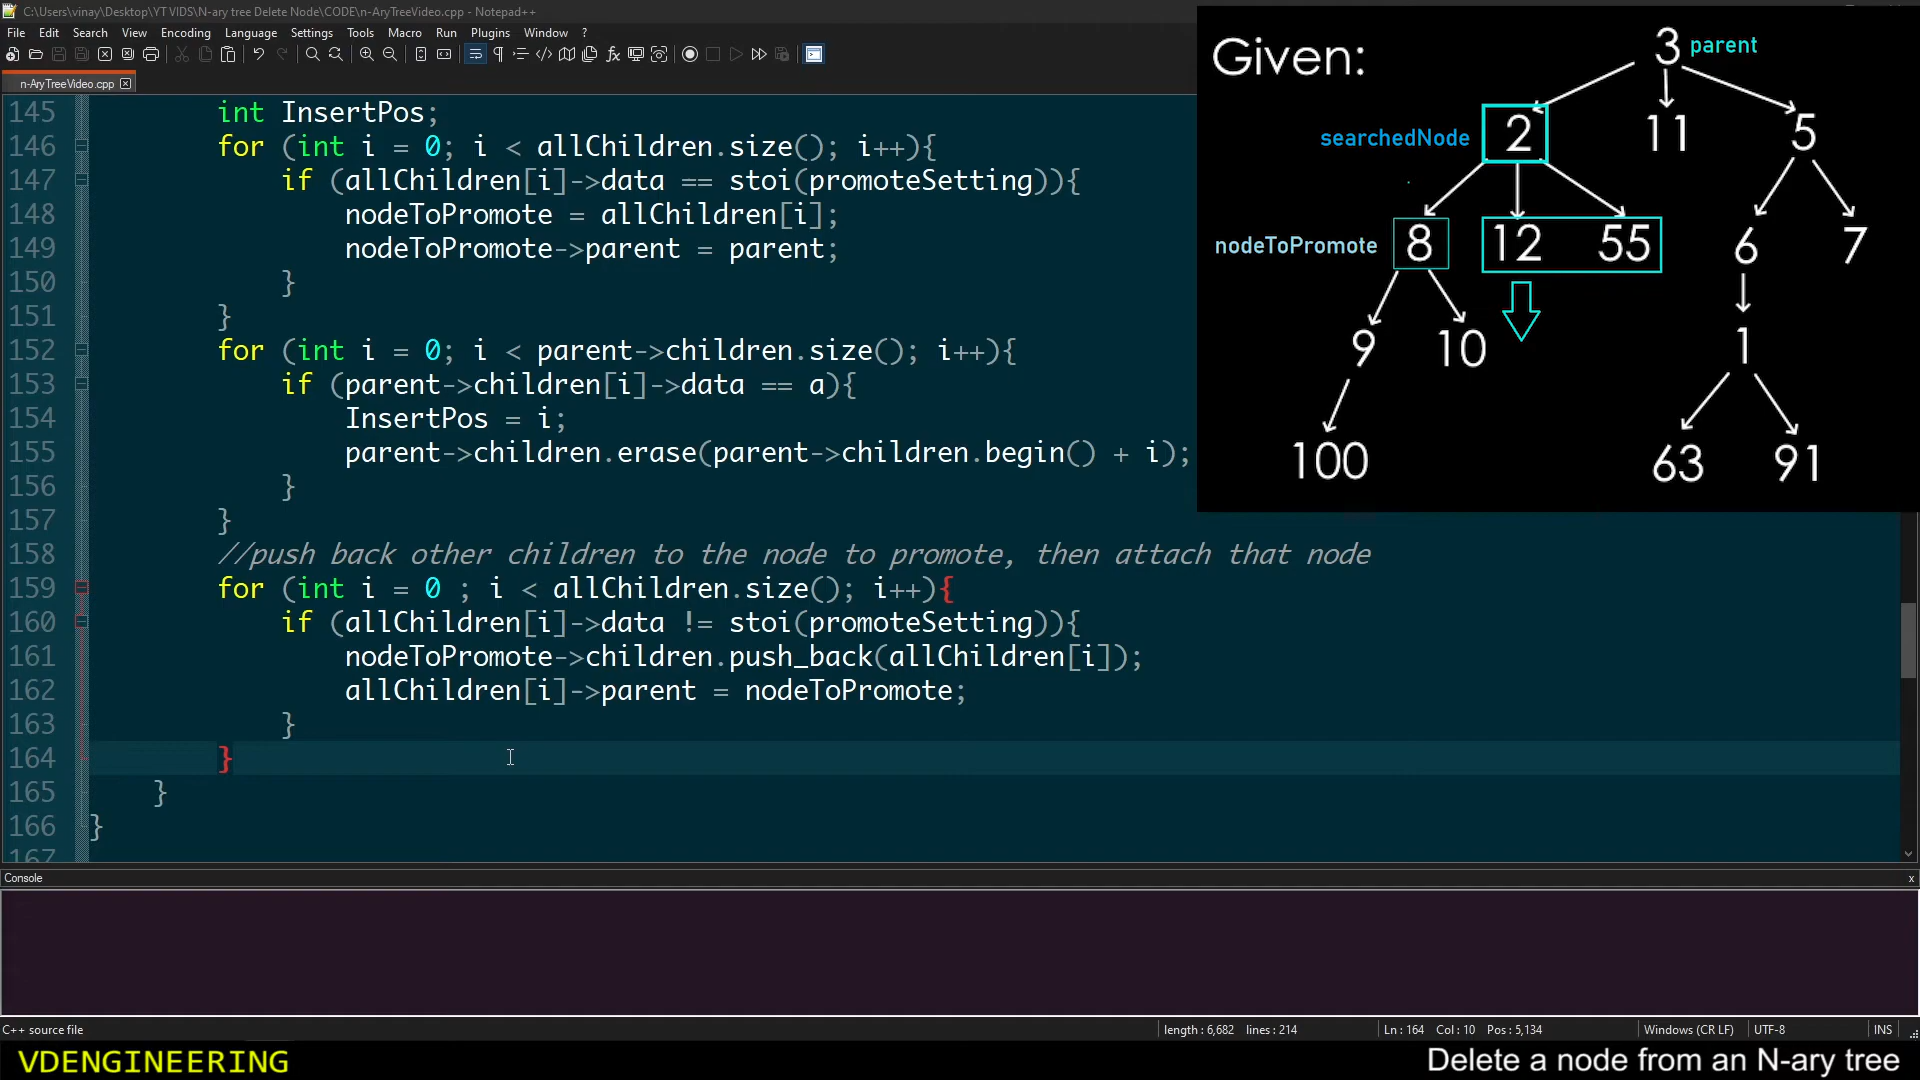 C:\Users\vinay\Desktop\YT VIDS\N-ary tree Delete Node\CODE\n-AryTreeVideo.cpp - Notepad++
File Edit Search View Encoding Language Settings Tools Macro Run Plugins Window ?
n-AryTreeVideo.cpp
145 int InsertPos;
146 for (int i = 0; i < allChildren.size(); i++){
147 if (allChildren[i]->data == stoi(promoteSetting)){
148 nodeToPromote = allChildren[i];
149 nodeToPromote->parent = parent;
150 }
151 }
152 for (int i = 0; i < parent->children.size(); i++){
153 if (parent->children[i]->data == a){
154 InsertPos = i;
155 parent->children.erase(parent->children.begin() + i);
156 }
157 }
158 //push back other children to the node to promote, then attach that node
159 for (int i = 0 ; i < allChildren.size(); i++){
160 if (allChildren[i]->data != stoi(promoteSetting)){
161 nodeToPromote->children.push_back(allChildren[i]);
162 allChildren[i]->parent = nodeToPromote;
163 }
164 }
165 }
166 }
167
Given:
3 parent
searchedNode 2 11 5
nodeToPromote 8 12 55 6 7
9 10 1
100 63 91
Console x
C++ source file length : 6,682 lines : 214 Ln : 164 Col : 10 Pos : 5,134 Windows (CR LF) UTF-8 INS
VDENGINEERING Delete a node from an N-ary tree